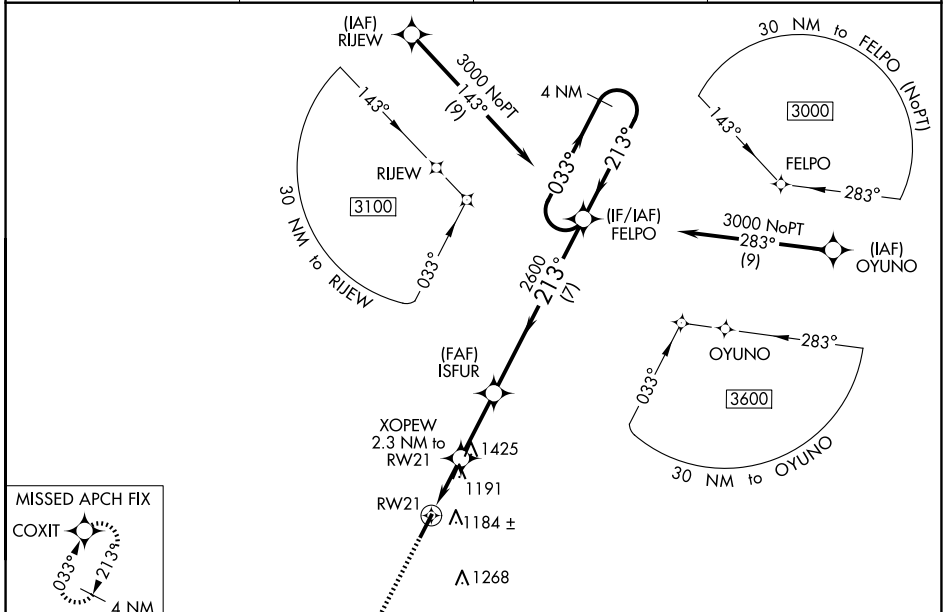 (IAF)
RIJEW
3000 NoPT
143°
(9)
4 NM
033°
213°
30 NM to FELPO (NoPT)
3000
143°
FELPO
283°
143°
RIJEW
3100
033°
30 NM to RIJEW
(IF/IAF)
FELPO
3000 NoPT
283°
(9)
(IAF)
OYUNO
2600
213°
(7)
OYUNO
283°
033°
3600
30 NM to OYUNO
(FAF)
ISFUR
XOPEW
2.3 NM to
RW21
1425
1191
RW21
1184 ±
1268
MISSED APCH FIX
COXIT
033°
213°
4 NM